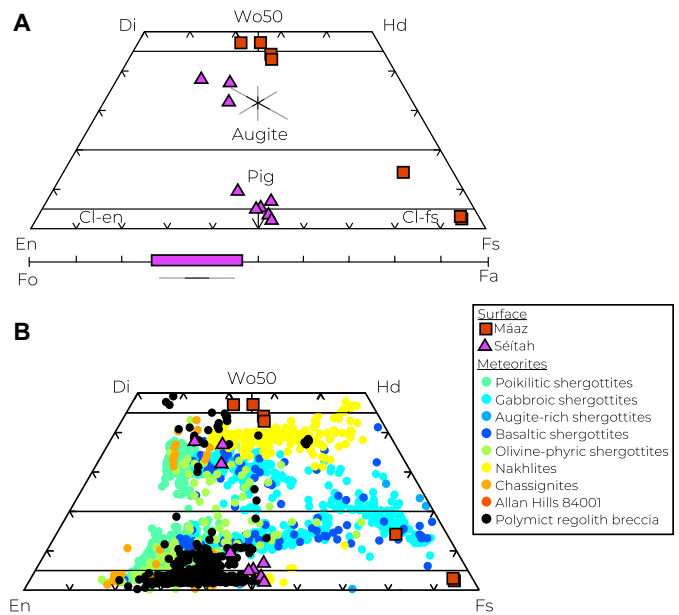 A
Wo50
Di
Hd
Augite
Pig
Cl-en
Cl-fs
En
Fs
Fo
Fa
B
Surface
Máaz
Séítah
Meteorites
Poikilitic shergottites
Gabbroic shergottites
Augite-rich shergottites
Basaltic shergottites
Olivine-phyric shergottites
Nakhlites
Chassignites
Allan Hills 84001
Polymict regolith breccia
Di
Wo50
Hd
En
Fs